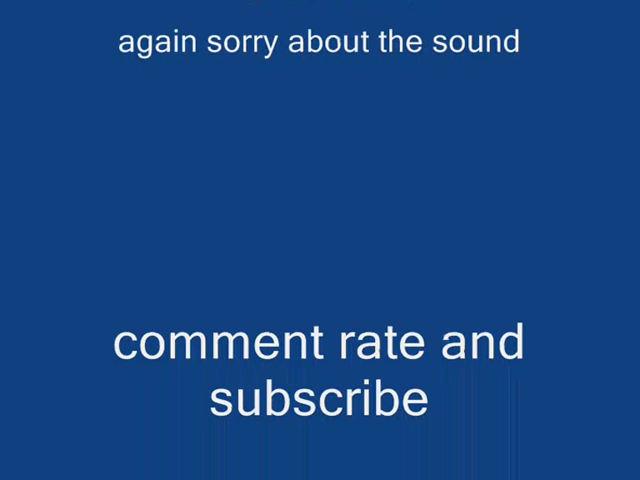 again sorry about the sound
comment rate and
subscribe